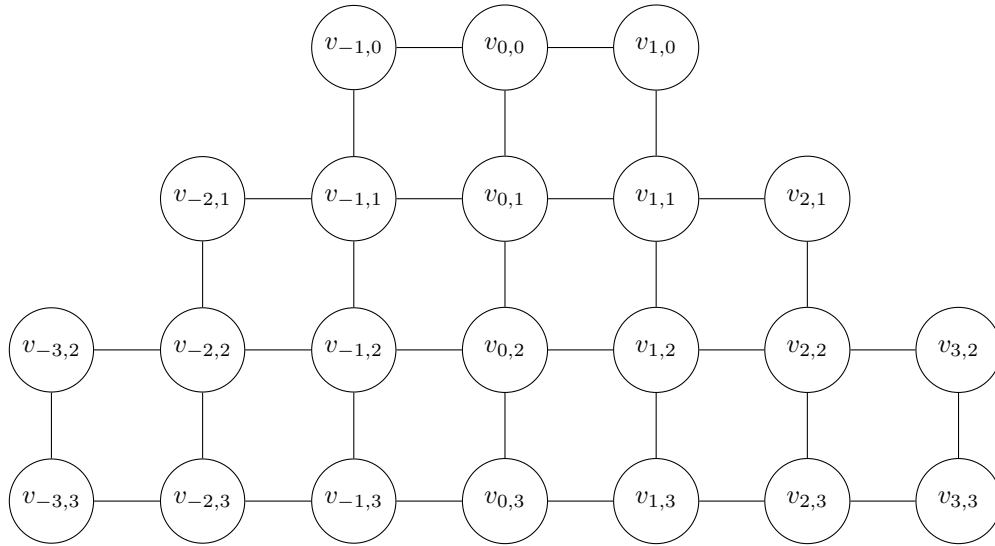 v_{-1,0} v_{0,0} v_{1,0}
v_{-2,1} v_{-1,1} v_{0,1} v_{1,1} v_{2,1}
v_{-3,2} v_{-2,2} v_{-1,2} v_{0,2} v_{1,2} v_{2,2} v_{3,2}
v_{-3,3} v_{-2,3} v_{-1,3} v_{0,3} v_{1,3} v_{2,3} v_{3,3}